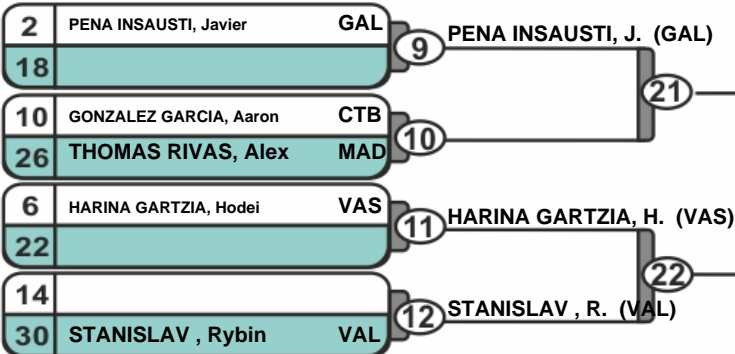 2 PENA INSAUSTI, Javier GAL
18
9 PENA INSAUSTI, J. (GAL)
21
10 GONZALEZ GARCIA, Aaron CTB
26 THOMAS RIVAS, Alex MAD
10
6 HARINA GARTZIA, Hodei VAS
22
11 HARINA GARTZIA, H. (VAS)
22
14
30 STANISLAV , Rybin VAL
12 STANISLAV , R. (VAL)